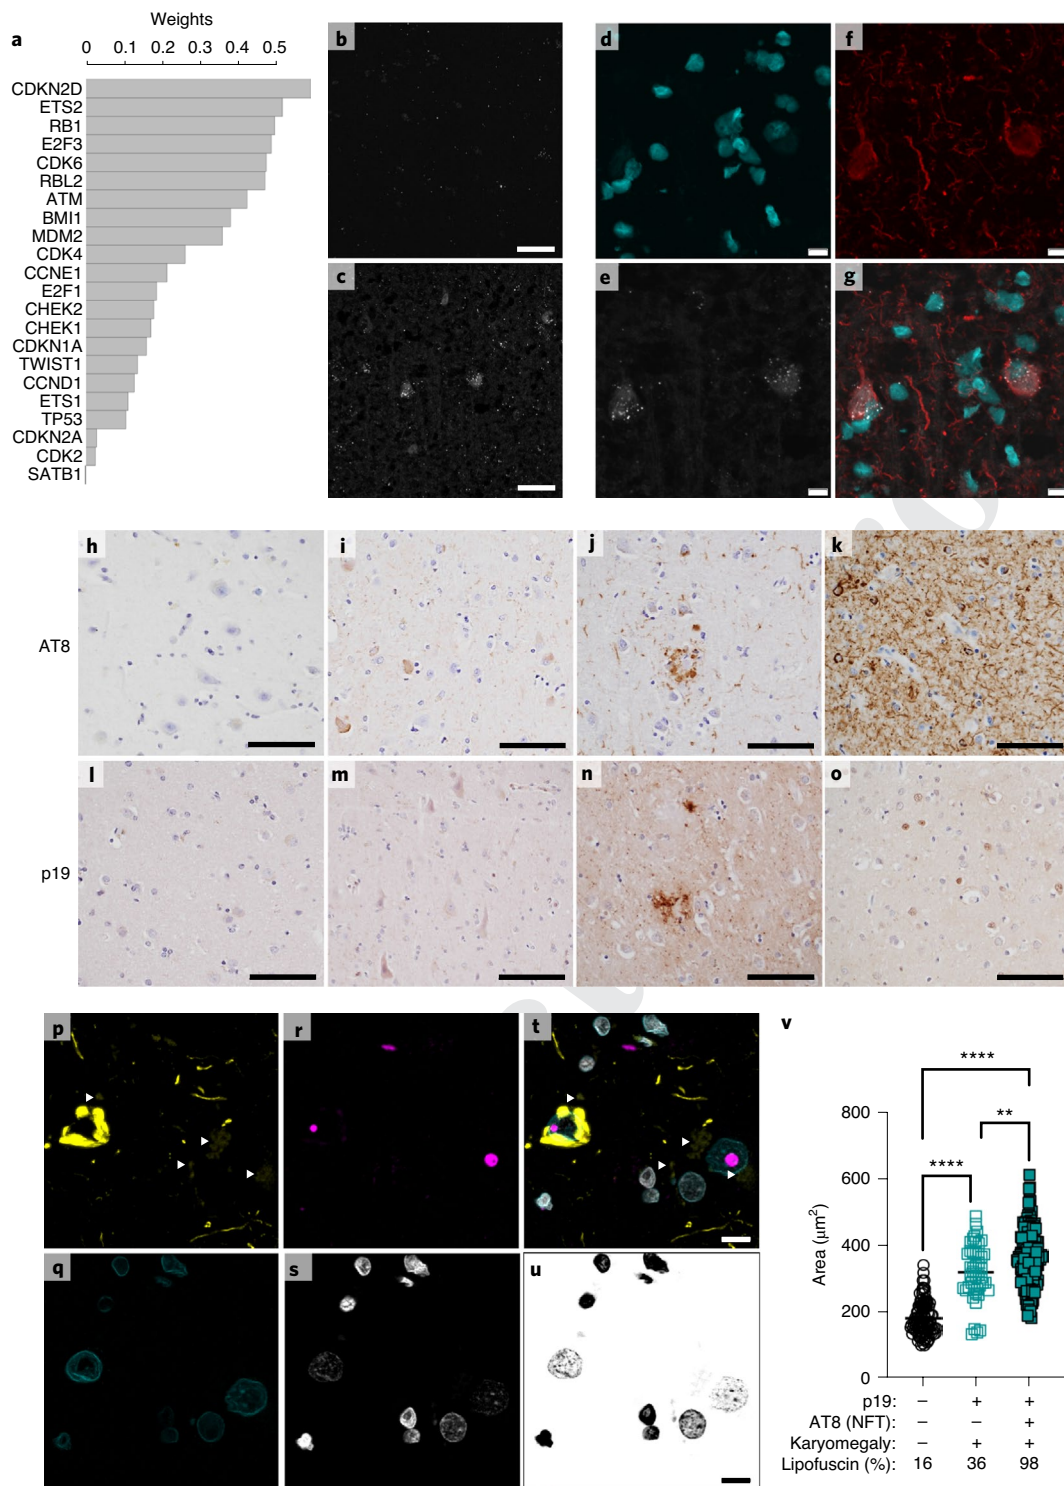 a
Weights
0 0.1 0.2 0.3 0.4 0.5
CDKN2D
ETS2
RB1
E2F3
CDK6
RBL2
ATM
BMI1
MDM2
CDK4
CCNE1
E2F1
CHEK2
CHEK1
CDKN1A
TWIST1
CCND1
ETS1
TP53
CDKN2A
CDK2
SATB1
b
c
d
f
e
g
AT8
h
i
j
k
p19
l
m
n
o
p
r
t
q
s
u
v
****
**
****
Area (μm²)
800
600
400
200
0
p19: – + +
AT8 (NFT): – – +
Karyomegaly: – + +
Lipofuscin (%): 16 36 98